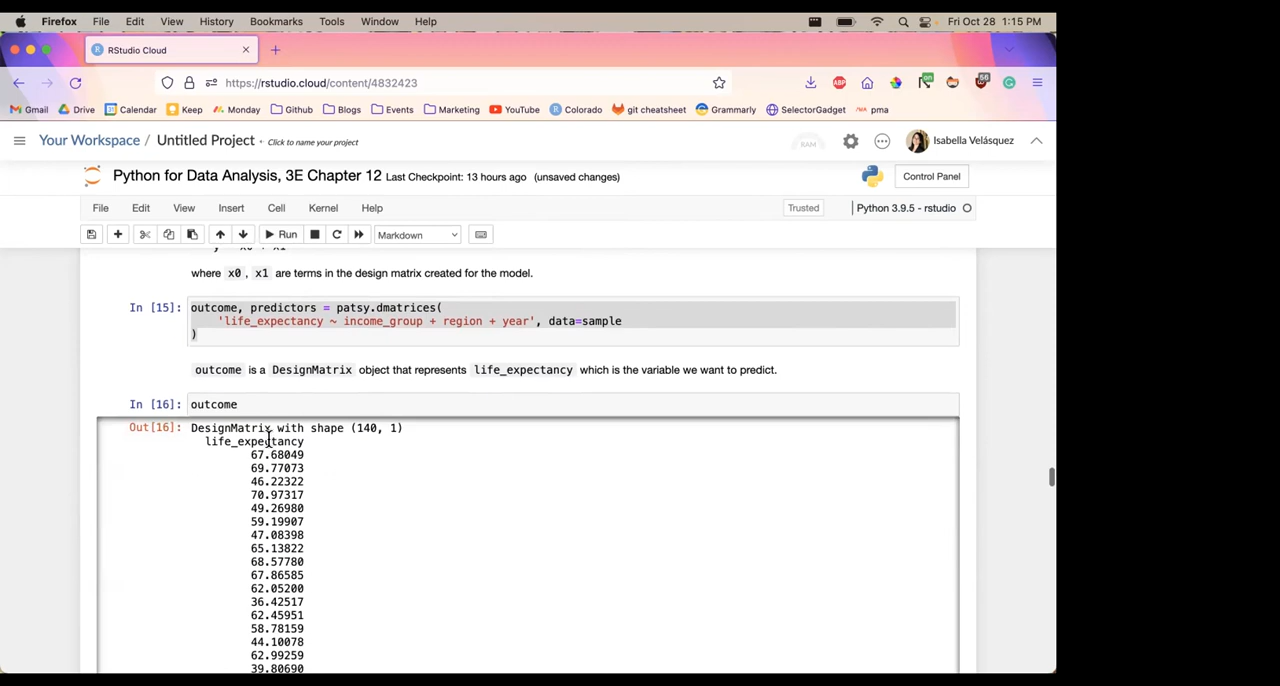 Firefox File Edit View History Bookmarks Tools Window Help Fri Oct 28 1:15 PM
RStudio Cloud
https://rstudio.cloud/content/4832423
Gmail Drive Calendar Keep Monday Github Blogs Events Marketing YouTube Colorado git cheatsheet Grammarly SelectorGadget pma
Your Workspace / Untitled Project Click to name your project RAM Isabella Velásquez
Python for Data Analysis, 3E Chapter 12 Last Checkpoint: 13 hours ago (unsaved changes) Control Panel
File Edit View Insert Cell Kernel Help Trusted Python 3.9.5 - rstudio
Run Markdown
where x0 , x1 are terms in the design matrix created for the model.
In [15]: outcome, predictors = patsy.dmatrices(
'life_expectancy ~ income_group + region + year', data=sample
)
outcome is a DesignMatrix object that represents life_expectancy which is the variable we want to predict.
In [16]: outcome
Out[16]: DesignMatrix with shape (140, 1)
life_expectancy
67.68049
69.77073
46.22322
70.97317
49.26980
59.19907
47.08398
65.13822
68.57780
67.86585
62.05200
36.42517
62.45951
58.78159
44.10078
62.99259
39.80690